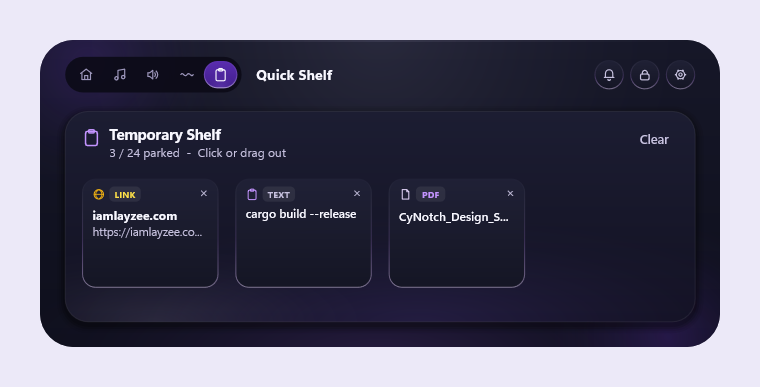 Quick Shelf
Temporary Shelf
Clear
3 / 24 parked - Click or drag out
LINK ×
iamlayzee.com
https://iamlayzee.co...
TEXT ×
cargo build --release
PDF ×
CyNotch_Design_S...